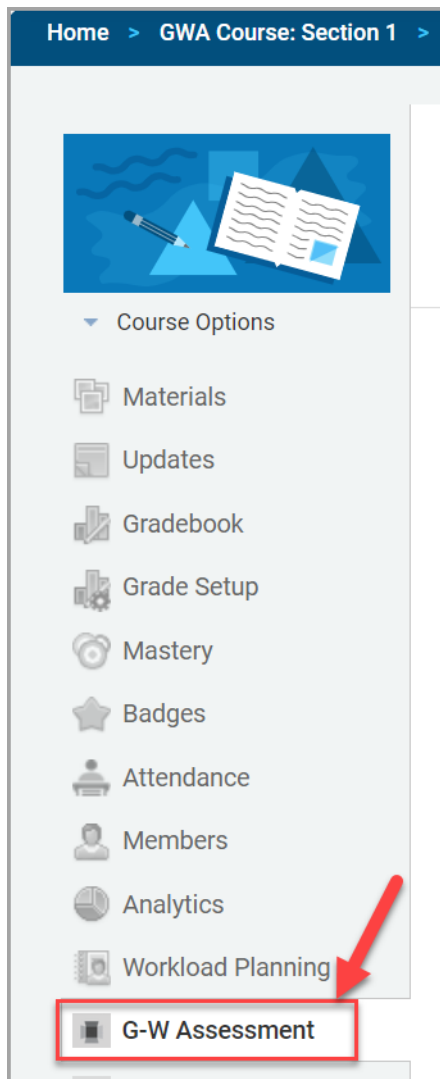 Home > GWA Course: Section 1 >
Course Options
Materials
Updates
Gradebook
Grade Setup
Mastery
Badges
Attendance
Members
Analytics
Workload Planning
G-W Assessment